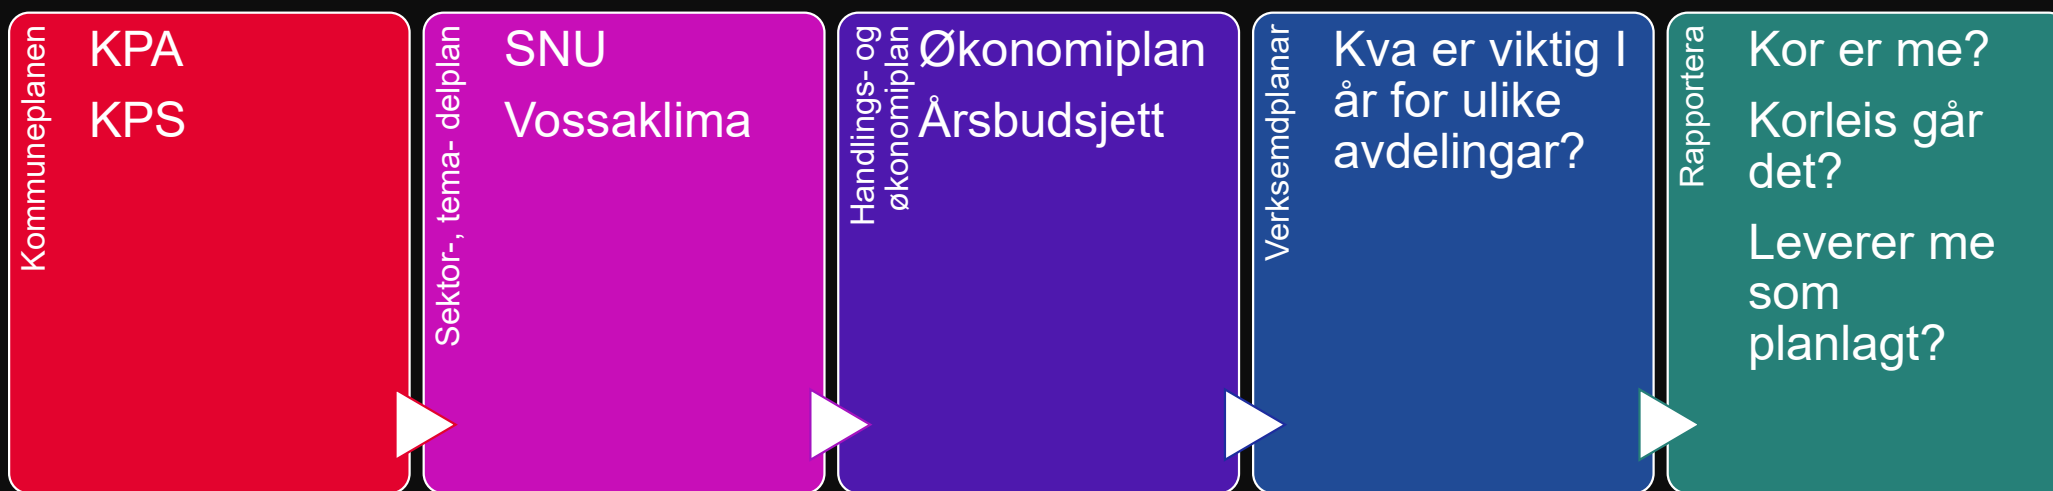 Kommuneplanen
KPA
KPS
Sektor-, tema- delplan
SNU
Vossaklima
Handlings- og
økonomiplan
Økonomiplan
Årsbudsjett
Verksemdplanar
Kva er viktig I
år for ulike
avdelingar?
Rapportera
Kor er me?
Korleis går
det?
Leverer me
som
planlagt?